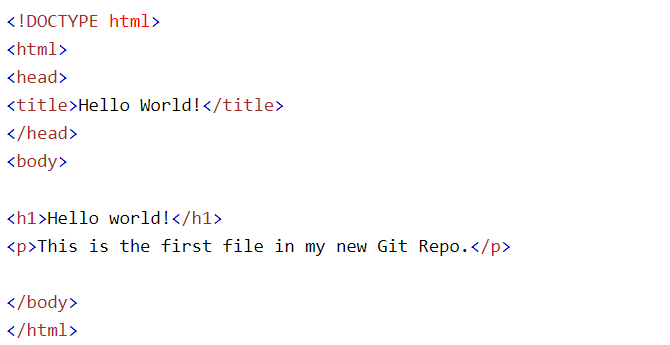 <!DOCTYPE html>
<html>
<head>
<title>Hello World!</title>
</head>
<body>
<h1>Hello world!</h1>
<p>This is the first file in my new Git Repo.</p>
</body>
</html>